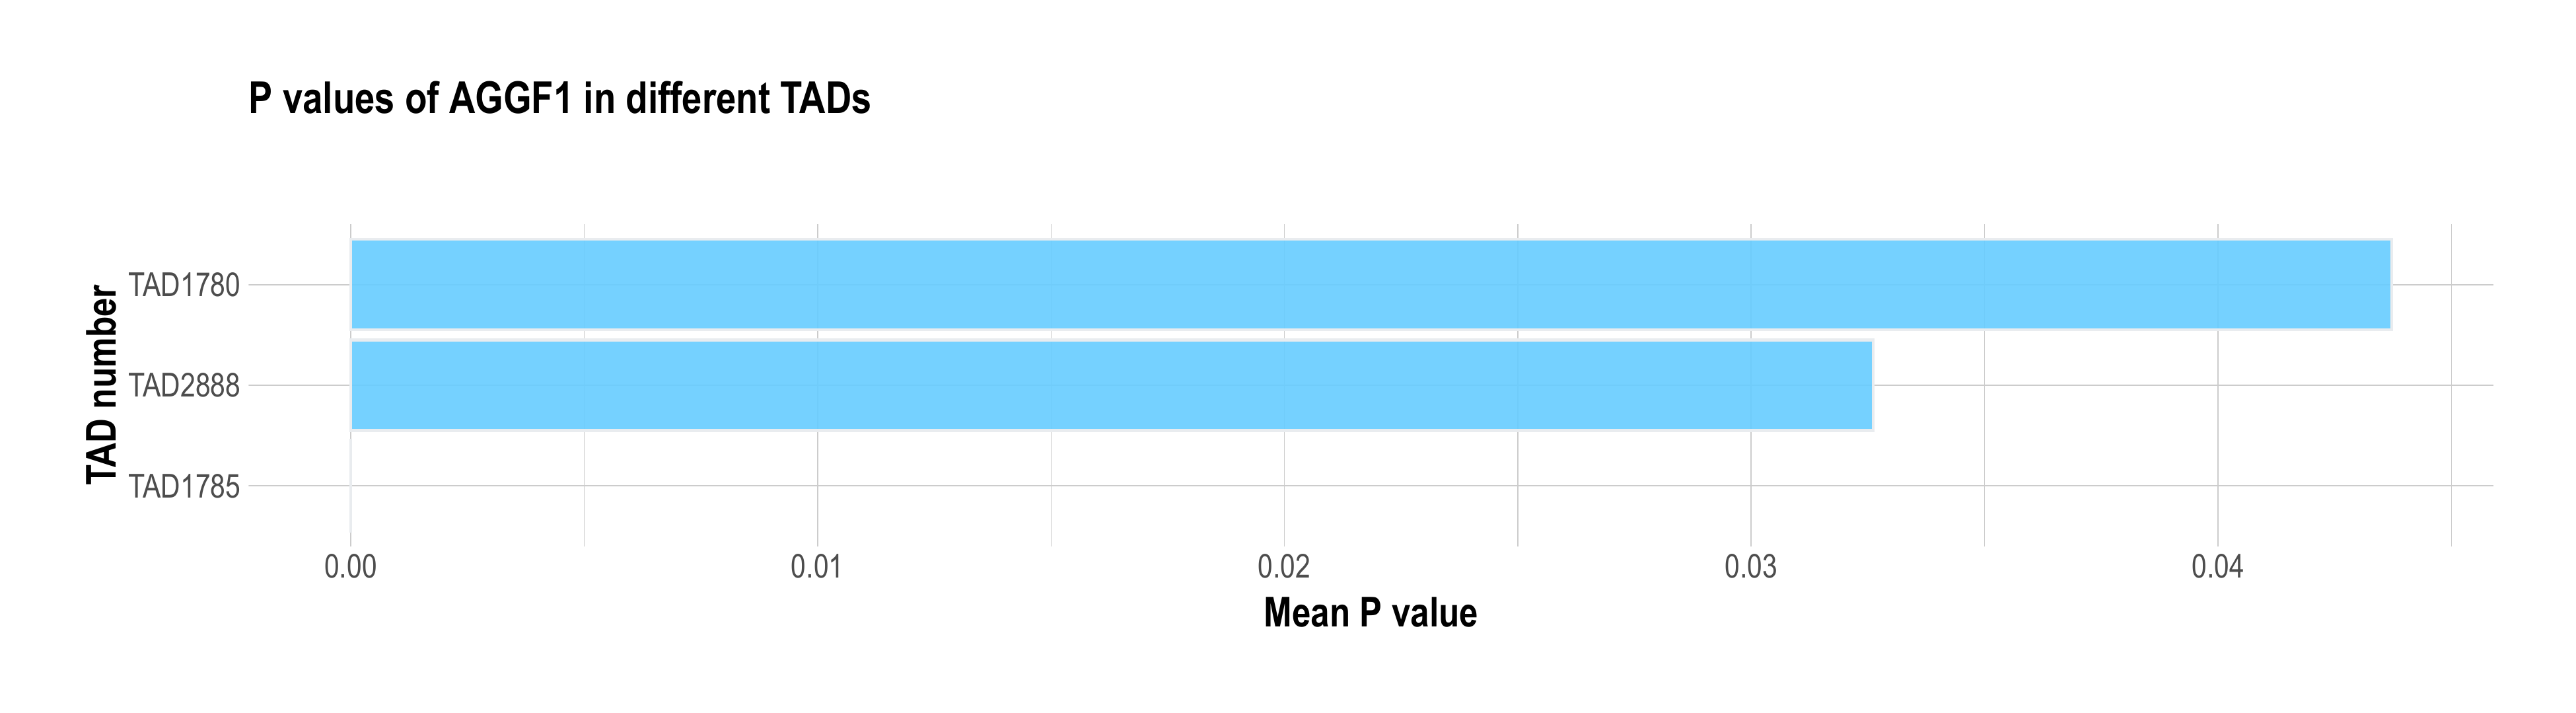 P values of AGGF1 in different TADs
TAD number
TAD1780
TAD2888
TAD1785
0.00 0.01 0.02 0.03 0.04
Mean P value